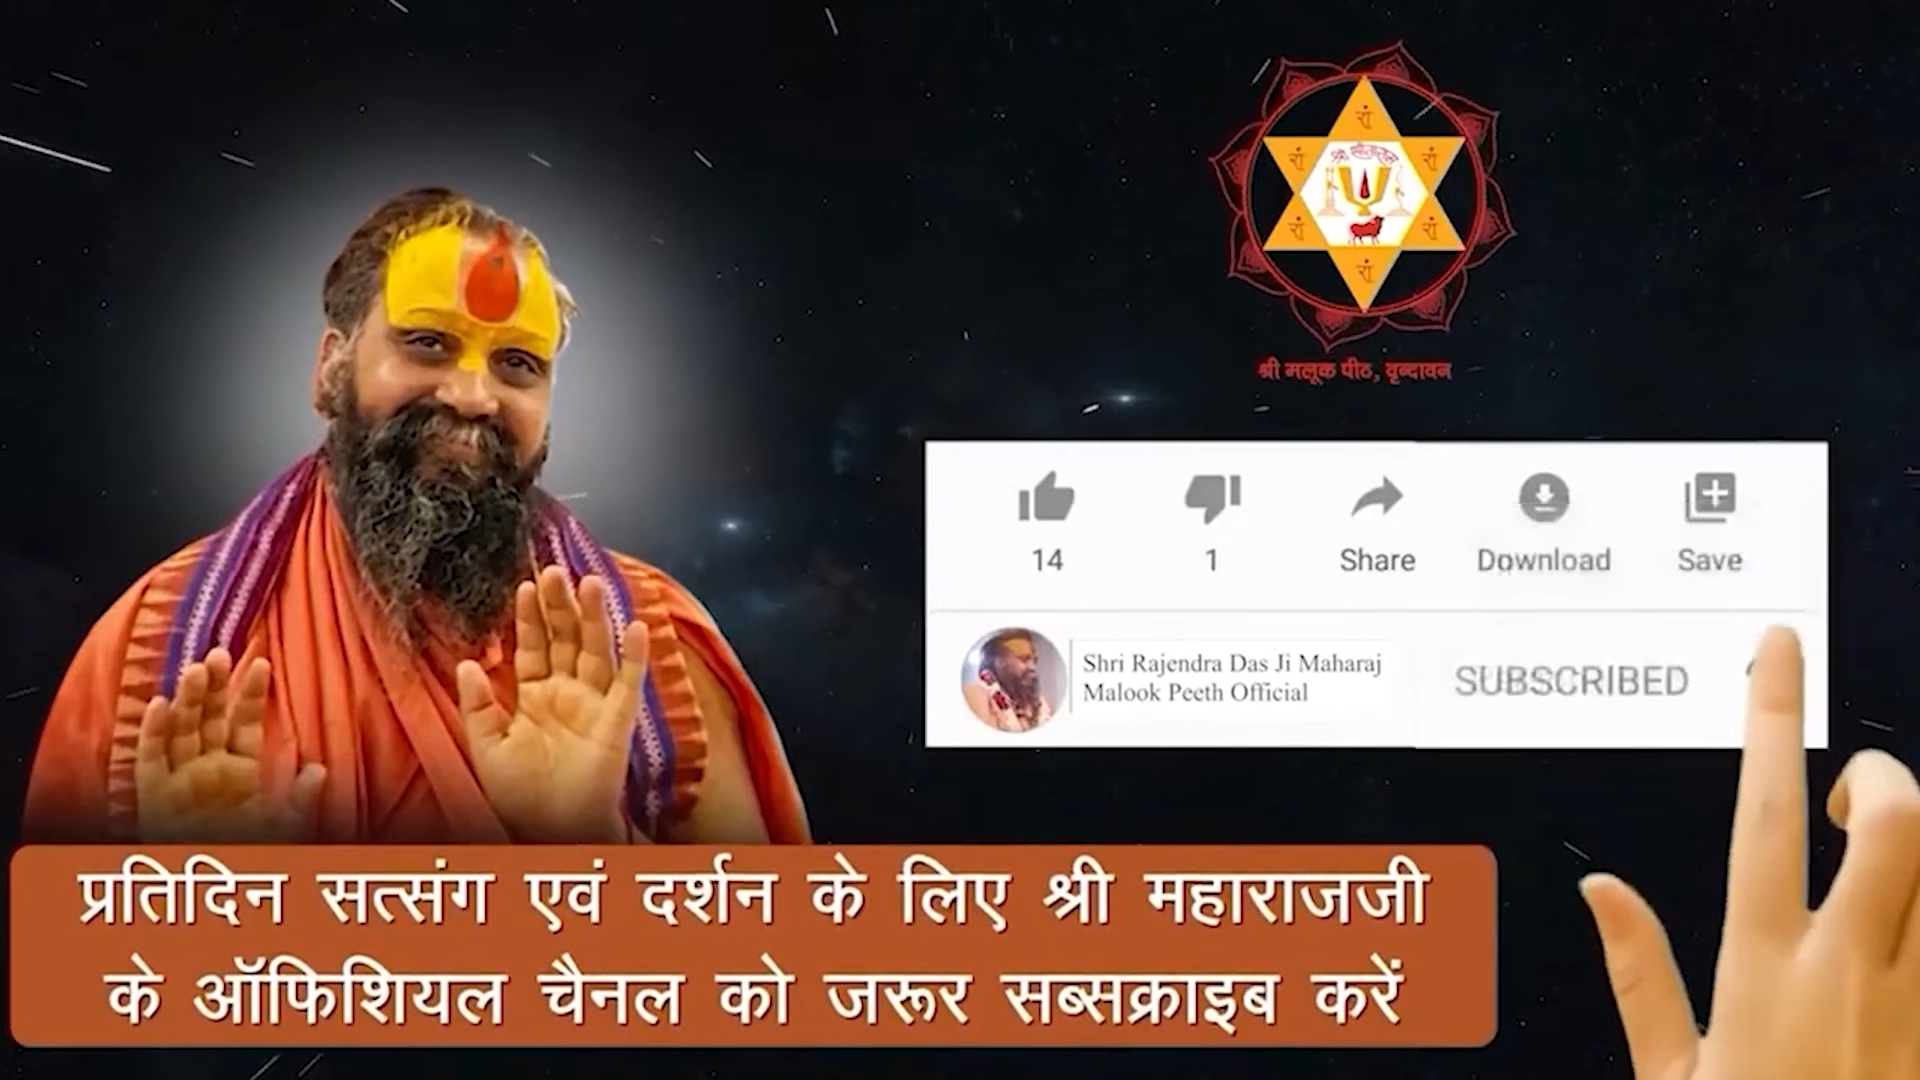 रां
रां
रां
श्री सीताराम
रां
रां
रां
श्री मलूक पीठ, वृन्दावन
14
1
Share
Download
Save
Shri Rajendra Das Ji Maharaj
Malook Peeth Official
SUBSCRIBED
प्रतिदिन सत्संग एवं दर्शन के लिए श्री महाराजजी
के ऑफिशियल चैनल को जरूर सब्सक्राइब करें